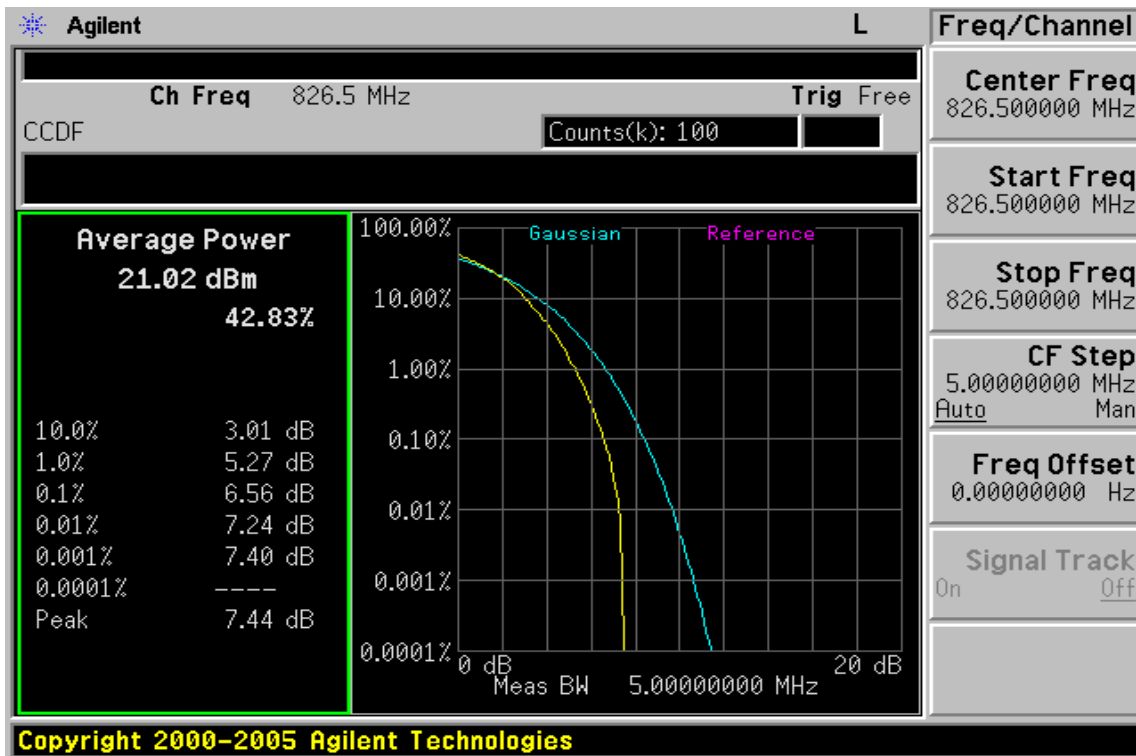 Agilent L Freq/Channel
Ch Freq 826.5 MHz Trig Free
CCDF Counts(k): 100
Center Freq
826.500000 MHz
Start Freq
826.500000 MHz
Stop Freq
826.500000 MHz
CF Step
5.00000000 MHz
Auto Man
Freq Offset
0.00000000 Hz
Signal Track
On Off
Average Power
21.02 dBm
42.83%
10.0% 3.01 dB
1.0% 5.27 dB
0.1% 6.56 dB
0.01% 7.24 dB
0.001% 7.40 dB
0.0001% ----
Peak 7.44 dB
Gaussian Reference
100.00%
10.00%
1.00%
0.10%
0.01%
0.001%
0.0001%
0 dB 20 dB
Meas BW 5.00000000 MHz
Copyright 2000-2005 Agilent Technologies